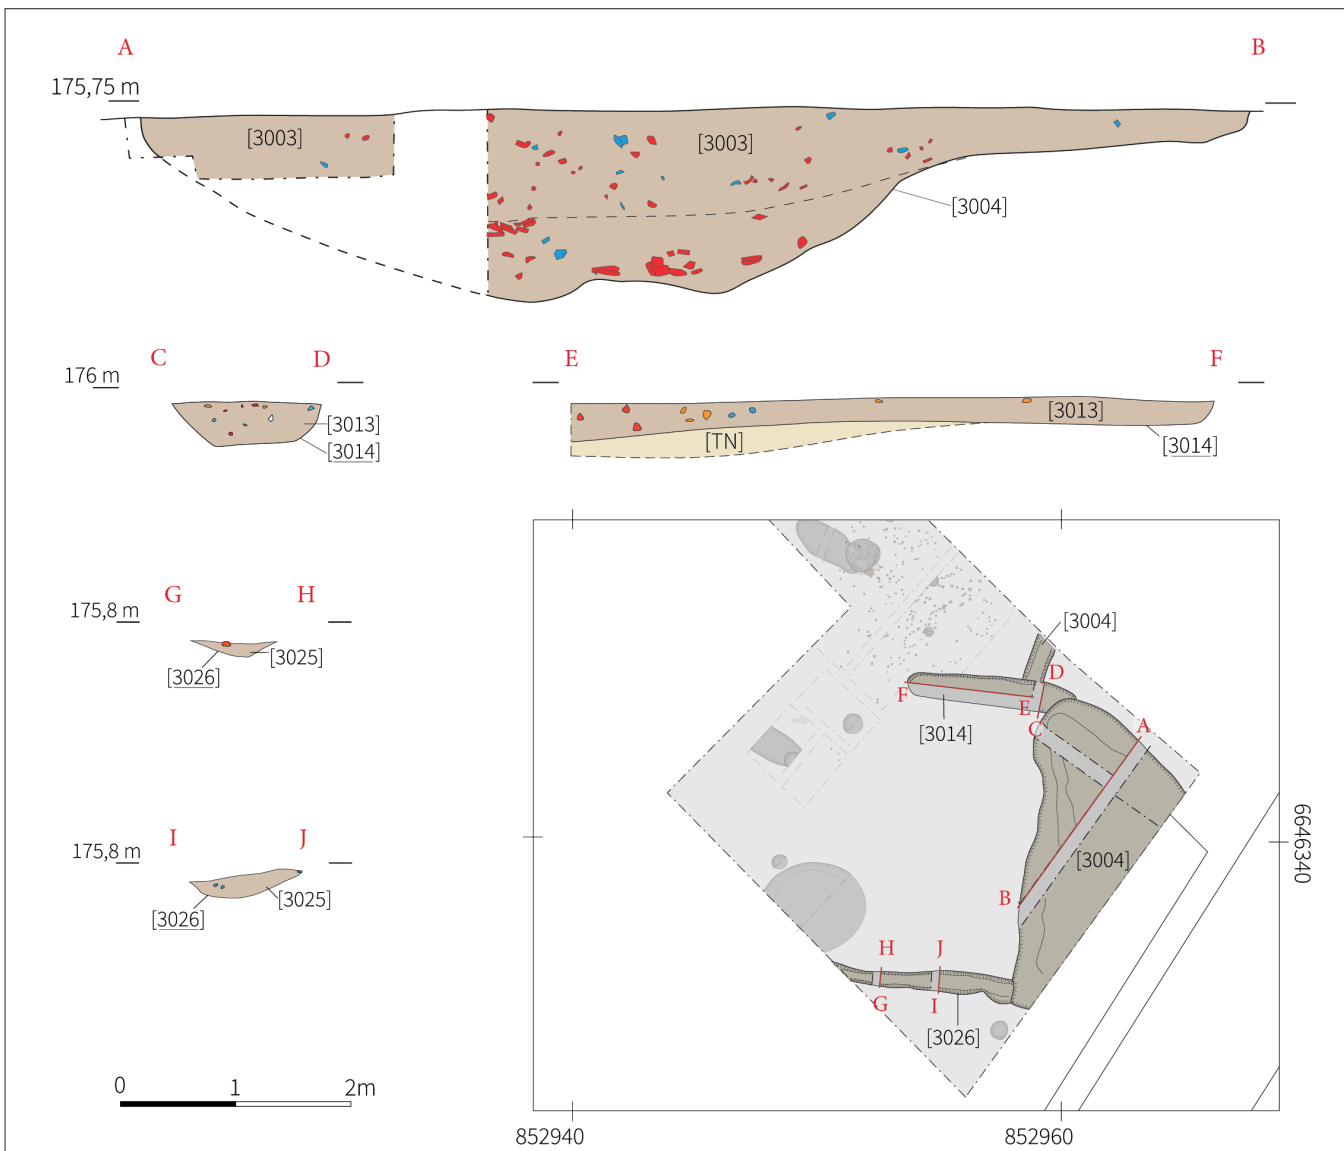 A B
175,75 m
[3003] [3003]
[3004]
C D E F
176 m
[3013] [3013]
[3014] [TN] [3014]
G H
175,8 m
[3025]
[3026]
I J
175,8 m
[3025]
[3026]
0 1 2m
[3004]
D
F E
C A
[3014]
[3004]
B
H J
G I
[3026]
6646340
852940 852960